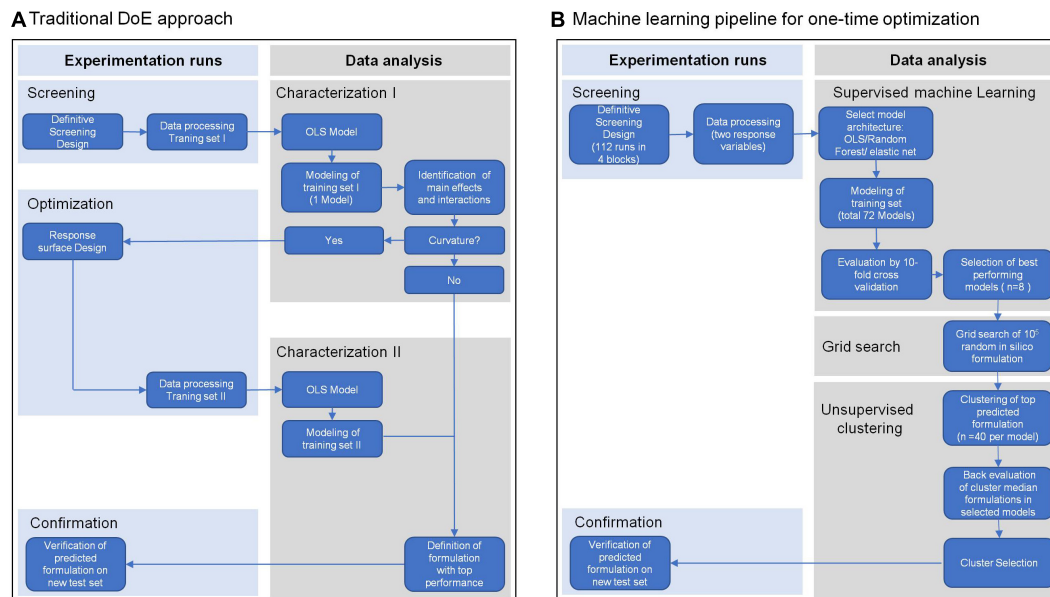 A Traditional DoE approach
Experimentation runs
Data analysis
Screening
Definitive
Screening
Design
Data processing
Traning set I
Characterization I
OLS Model
Modeling of
training set I
(1 Model)
Identification of
main effects
and interactions
Optimization
Response
surface Design
Yes
Curvature?
No
Data processing
Traning set II
Characterization II
OLS Model
Modeling of
training set II
Confirmation
Verification of
predicted
formulation on
new test set
Definition of
formulation
with top
performance
B Machine learning pipeline for one-time optimization
Experimentation runs
Data analysis
Screening
Definitive
Screening
Design
(112 runs in
4 blocks)
Data processing
(two response
variables)
Supervised machine Learning
Select model
architecture:
OLS/Random
Forest/ elastic net
Modeling of
training set
(total 72 Models)
Evaluation by 10-
fold cross
validation
Selection of best
performing
models ( n=8 )
Grid search
Grid search of 10⁵
random in silico
formulation
Unsupervised
clustering
Clustering of top
predicted
formulation
(n =40 per model)
Back evaluation
of cluster median
formulations in
selected models
Confirmation
Verification of
predicted
formulation on
new test set
Cluster Selection